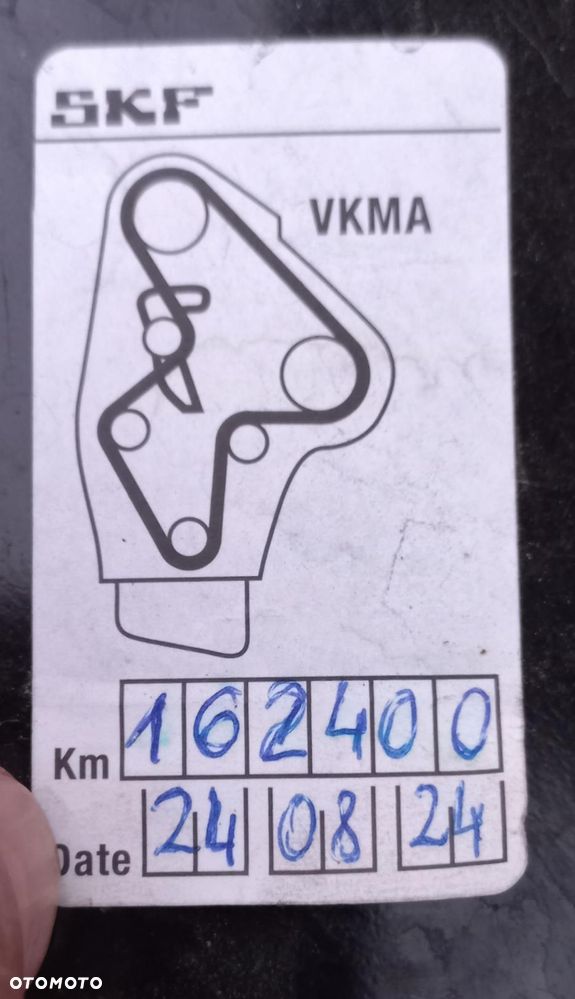 SKF
VKMA
Km 162400
Date 24 08 24
OTOMOTO